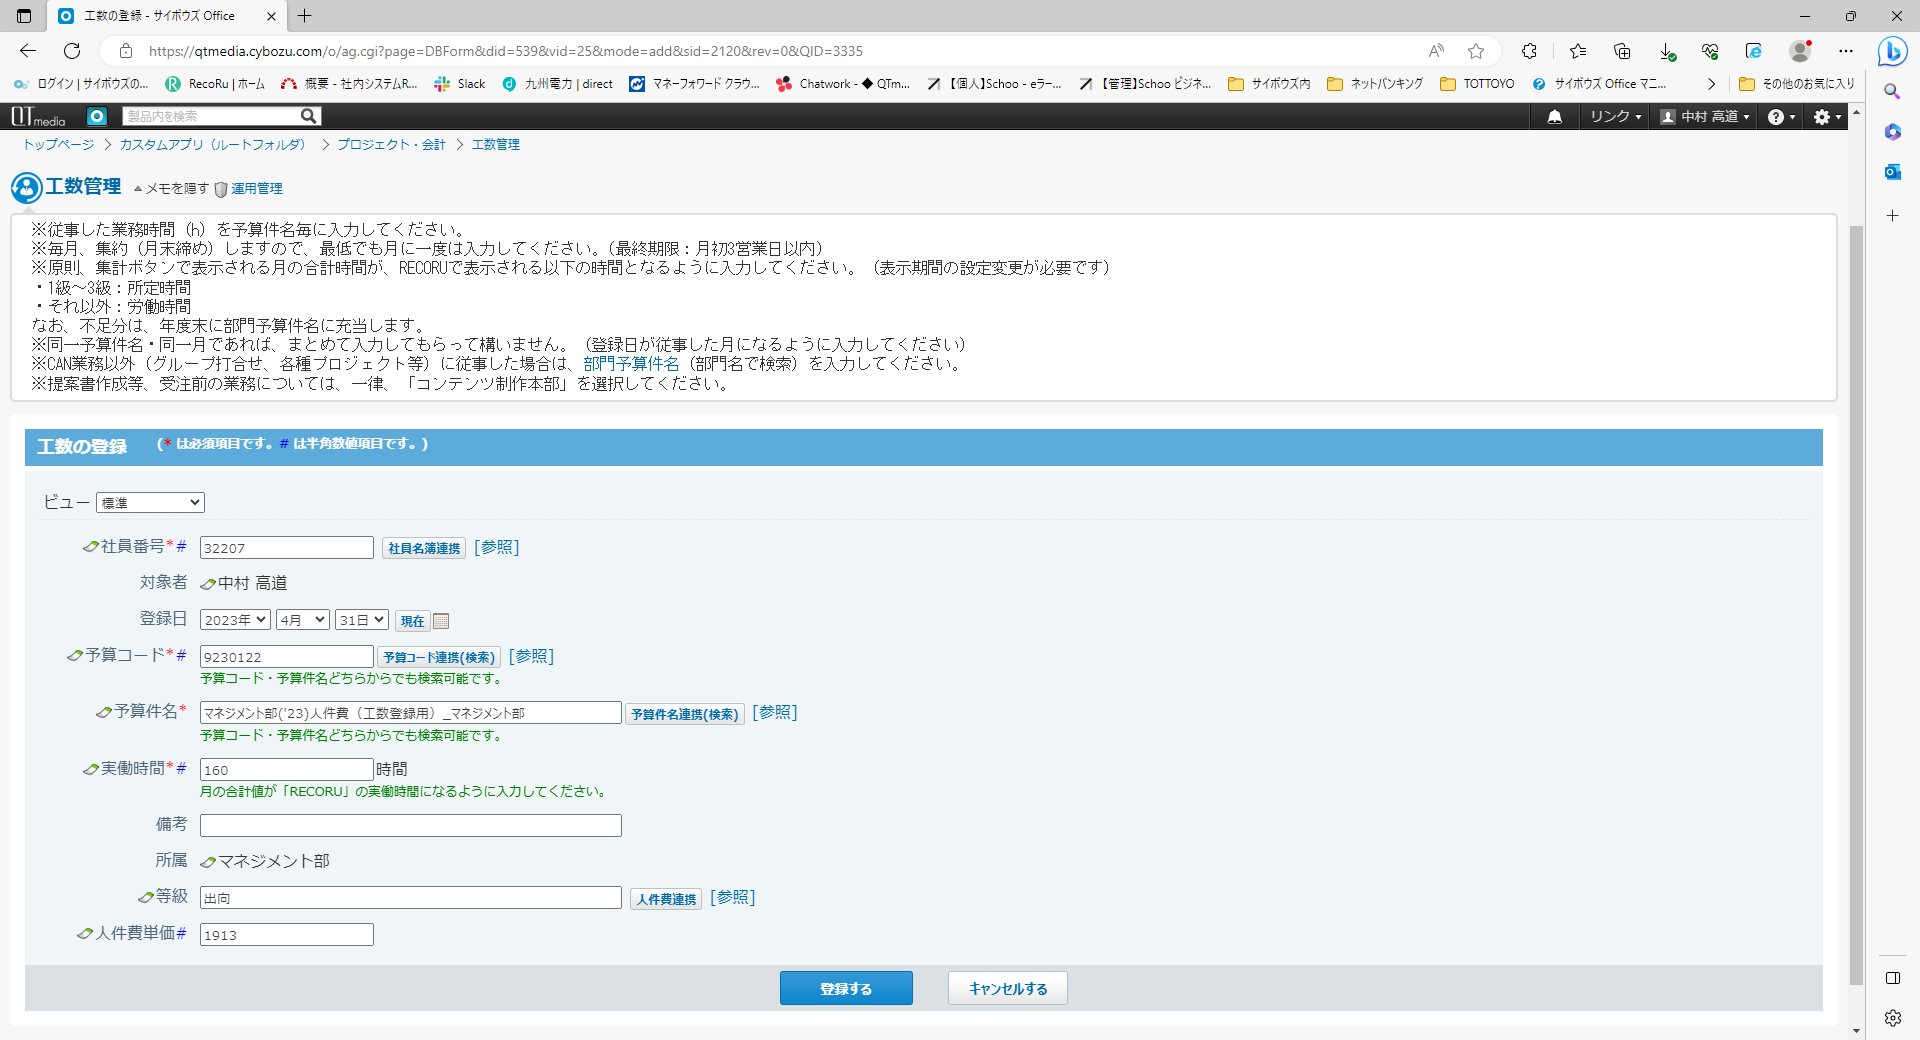 工数の登録 - サイボウズ Office
https://qtmedia.cybozu.com/o/ag.cgi?page=DBForm&did=539&vid=25&mode=add&sid=2120&rev=0&QID=3335
ログイン | サイボウズの... RecoRu | ホーム 概要 - 社内システムR... Slack 九州電力 | direct マネーフォワード クラウ... Chatwork - ◆ QTm... 【個人】Schoo - eラー... 【管理】Schoo ビジネ... サイボウズ内 ネットバンキング TOTTOYO サイボウズ Office マニ... その他のお気に入り
QTmedia 製品内を検索 リンク 中村 高道
トップページ > カスタムアプリ（ルートフォルダ） > プロジェクト・会計 > 工数管理
工数管理 メモを隠す 運用管理
※従事した業務時間（h）を予算件名毎に入力してください。
※毎月、集約（月末締め）しますので、最低でも月に一度は入力してください。（最終期限：月初3営業日以内）
※原則、集計ボタンで表示される月の合計時間が、RECORUで表示される以下の時間となるように入力してください。（表示期間の設定変更が必要です）
・1級～3級：所定時間
・それ以外：労働時間
なお、不足分は、年度末に部門予算件名に充当します。
※同一予算件名・同一月であれば、まとめて入力してもらって構いません。（登録日が従事した月になるように入力してください）
※CAN業務以外（グループ打合せ、各種プロジェクト等）に従事した場合は、部門予算件名（部門名で検索）を入力してください。
※提案書作成等、受注前の業務については、一律、「コンテンツ制作本部」を選択してください。
工数の登録 （* は必須項目です。# は半角数値項目です。）
ビュー 標準
社員番号*# 32207 社員名簿連携 [参照]
対象者 中村 高道
登録日 2023年 4月 31日 現在
予算コード*# 9230122 予算コード連携(検索) [参照]
予算コード・予算件名どちらからでも検索可能です。
予算件名* マネジメント部('23)人件費（工数登録用）_マネジメント部 予算件名連携(検索) [参照]
予算コード・予算件名どちらからでも検索可能です。
実働時間*# 160 時間
月の合計値が「RECORU」の実働時間になるように入力してください。
備考
所属 マネジメント部
等級 出向 人件費連携 [参照]
人件費単価# 1913
登録する キャンセルする